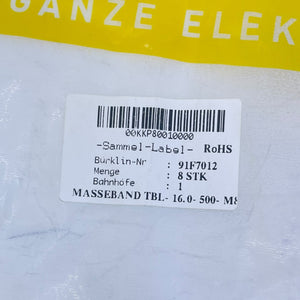 GANZE ELEK
00KKP80010000
-Sammel-Label- RoHS
Bürklin-Nr : 91F7012
Menge : 8 STK
Bahnhöfe : 1
MASSEBAND TBL- 16.0- 500- M8